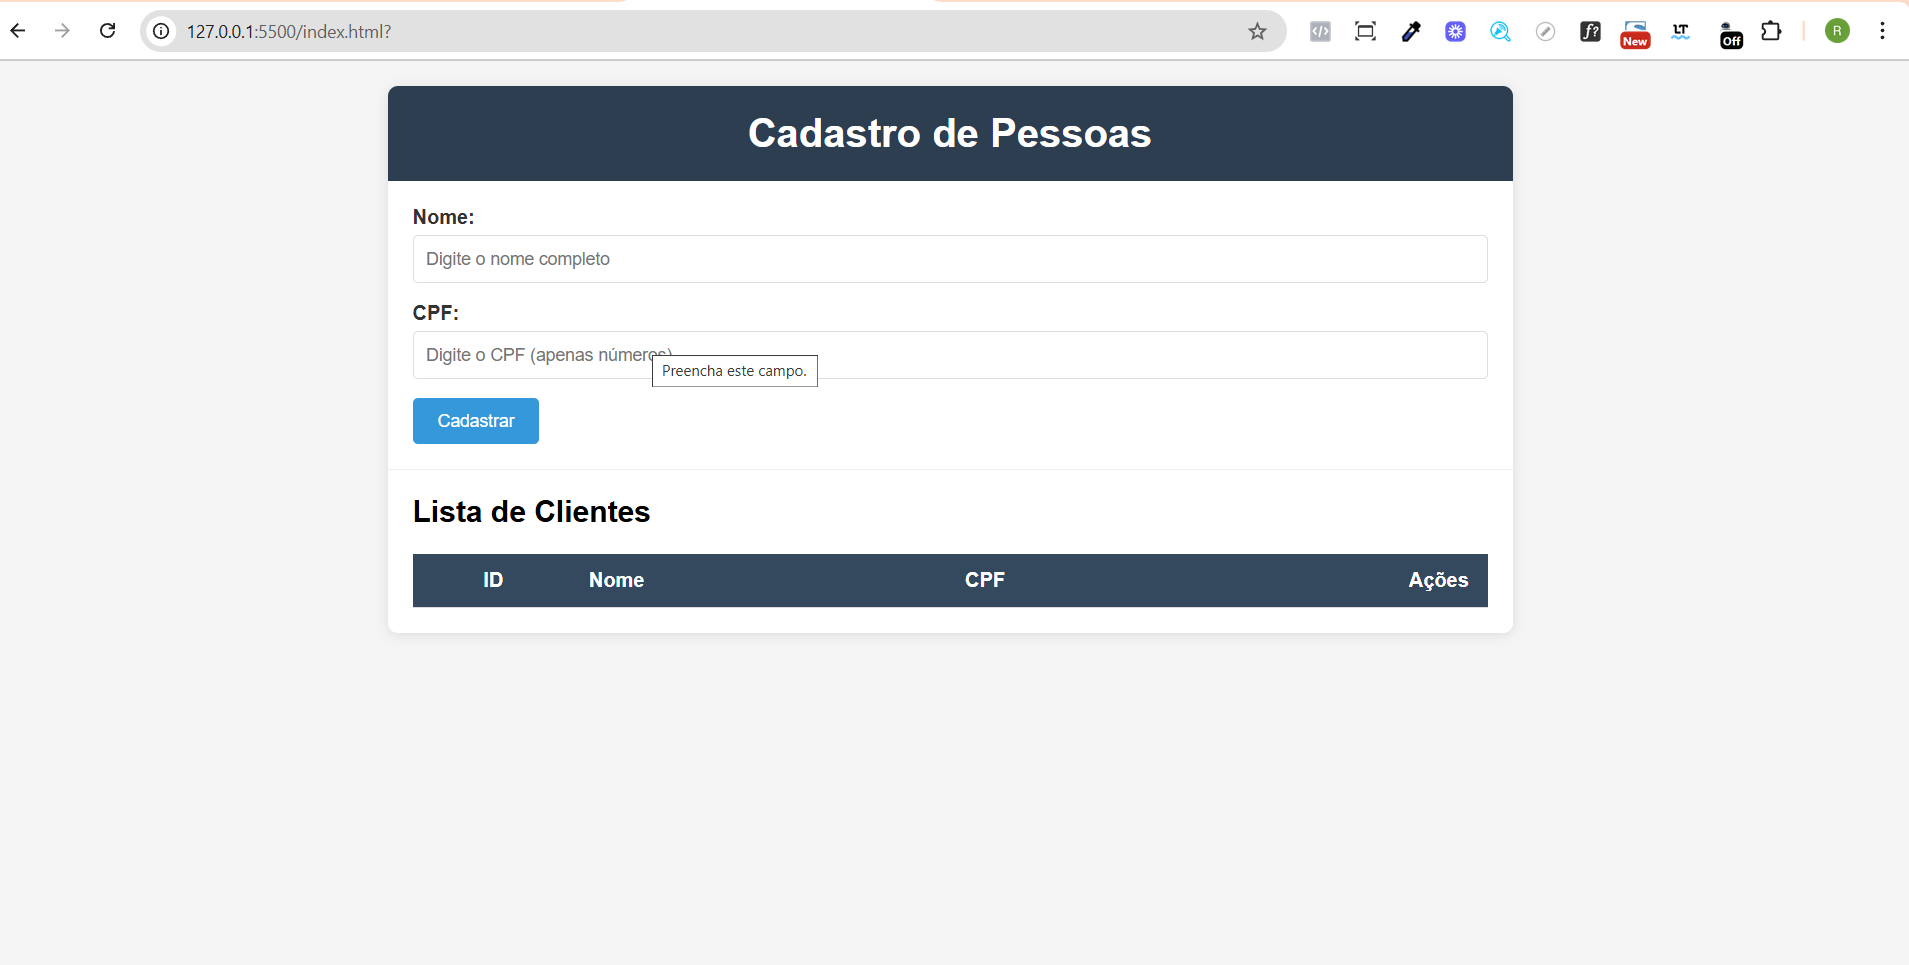 127.0.0.1:5500/index.html?
New
LT
Off
R
Cadastro de Pessoas
Nome:
Digite o nome completo
CPF:
Digite o CPF (apenas números)
Preencha este campo.
Cadastrar
Lista de Clientes
ID Nome CPF Ações